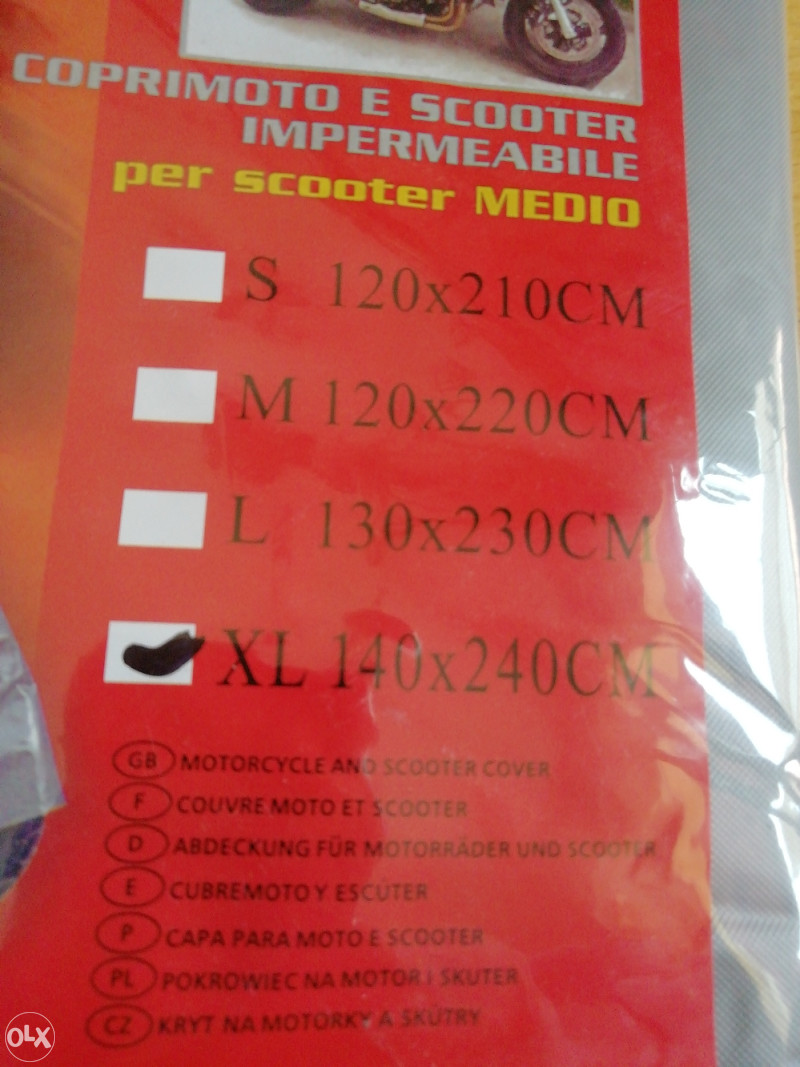 COPRIMOTO E SCOOTER
IMPERMEABILE
per scooter MEDIO
S 120x210CM
M 120x220CM
L 130x230CM
XL 140x240CM
GB MOTORCYCLE AND SCOOTER COVER
F COUVRE MOTO ET SCOOTER
D ABDECKUNG FÜR MOTORRÄDER UND SCOOTER
E CUBREMOTO Y ESCÚTER
P CAPA PARA MOTO E SCOOTER
PL POKROWIEC NA MOTOR I SKUTER
CZ KRYT NA MOTORKY A SKÚTRY
OLX